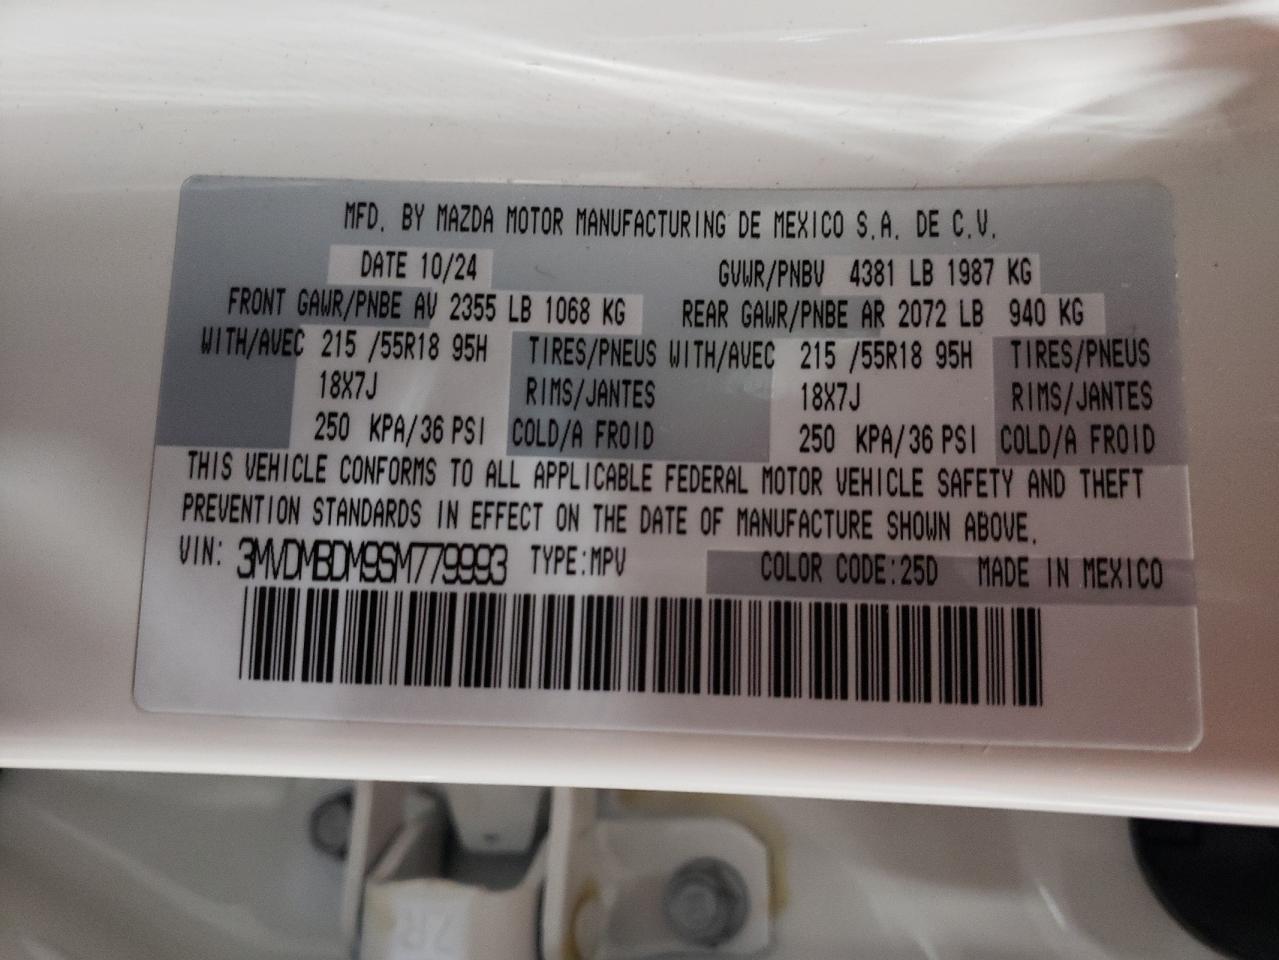 MFD. BY MAZDA MOTOR MANUFACTURING DE MEXICO S.A. DE C.V.
DATE 10/24 GVWR/PNBV 4381 LB 1987 KG
FRONT GAWR/PNBE AV 2355 LB 1068 KG REAR GAWR/PNBE AR 2072 LB 940 KG
WITH/AVEC 215 /55R18 95H TIRES/PNEUS WITH/AVEC 215 /55R18 95H TIRES/PNEUS
18X7J RIMS/JANTES 18X7J RIMS/JANTES
250 KPA/36 PSI COLD/A FROID 250 KPA/36 PSI COLD/A FROID
THIS VEHICLE CONFORMS TO ALL APPLICABLE FEDERAL MOTOR VEHICLE SAFETY AND THEFT
PREVENTION STANDARDS IN EFFECT ON THE DATE OF MANUFACTURE SHOWN ABOVE.
VIN: 3MVDMBDM9SM779993 TYPE:MPV COLOR CODE:25D MADE IN MEXICO